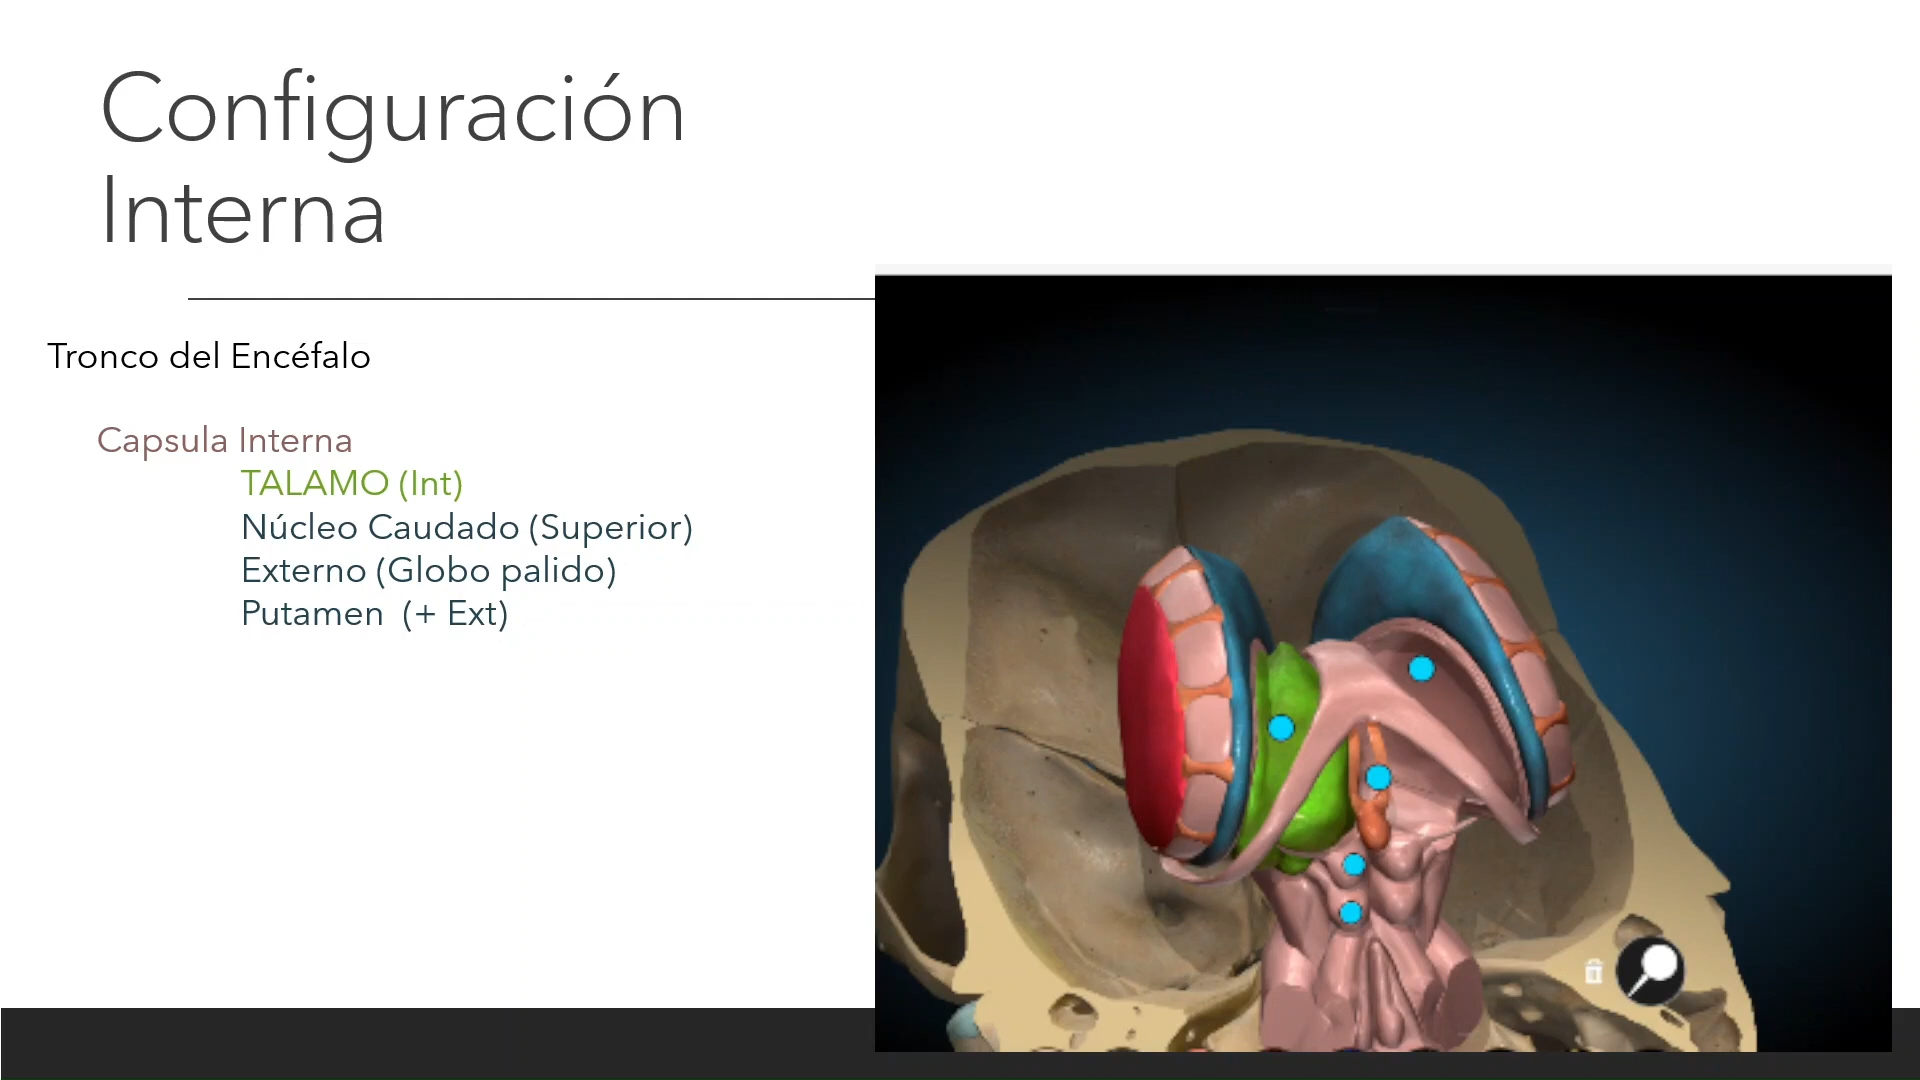 Configuración
Interna
Tronco del Encéfalo
Capsula Interna
TALAMO (Int)
Núcleo Caudado (Superior)
Externo (Globo palido)
Putamen (+ Ext)